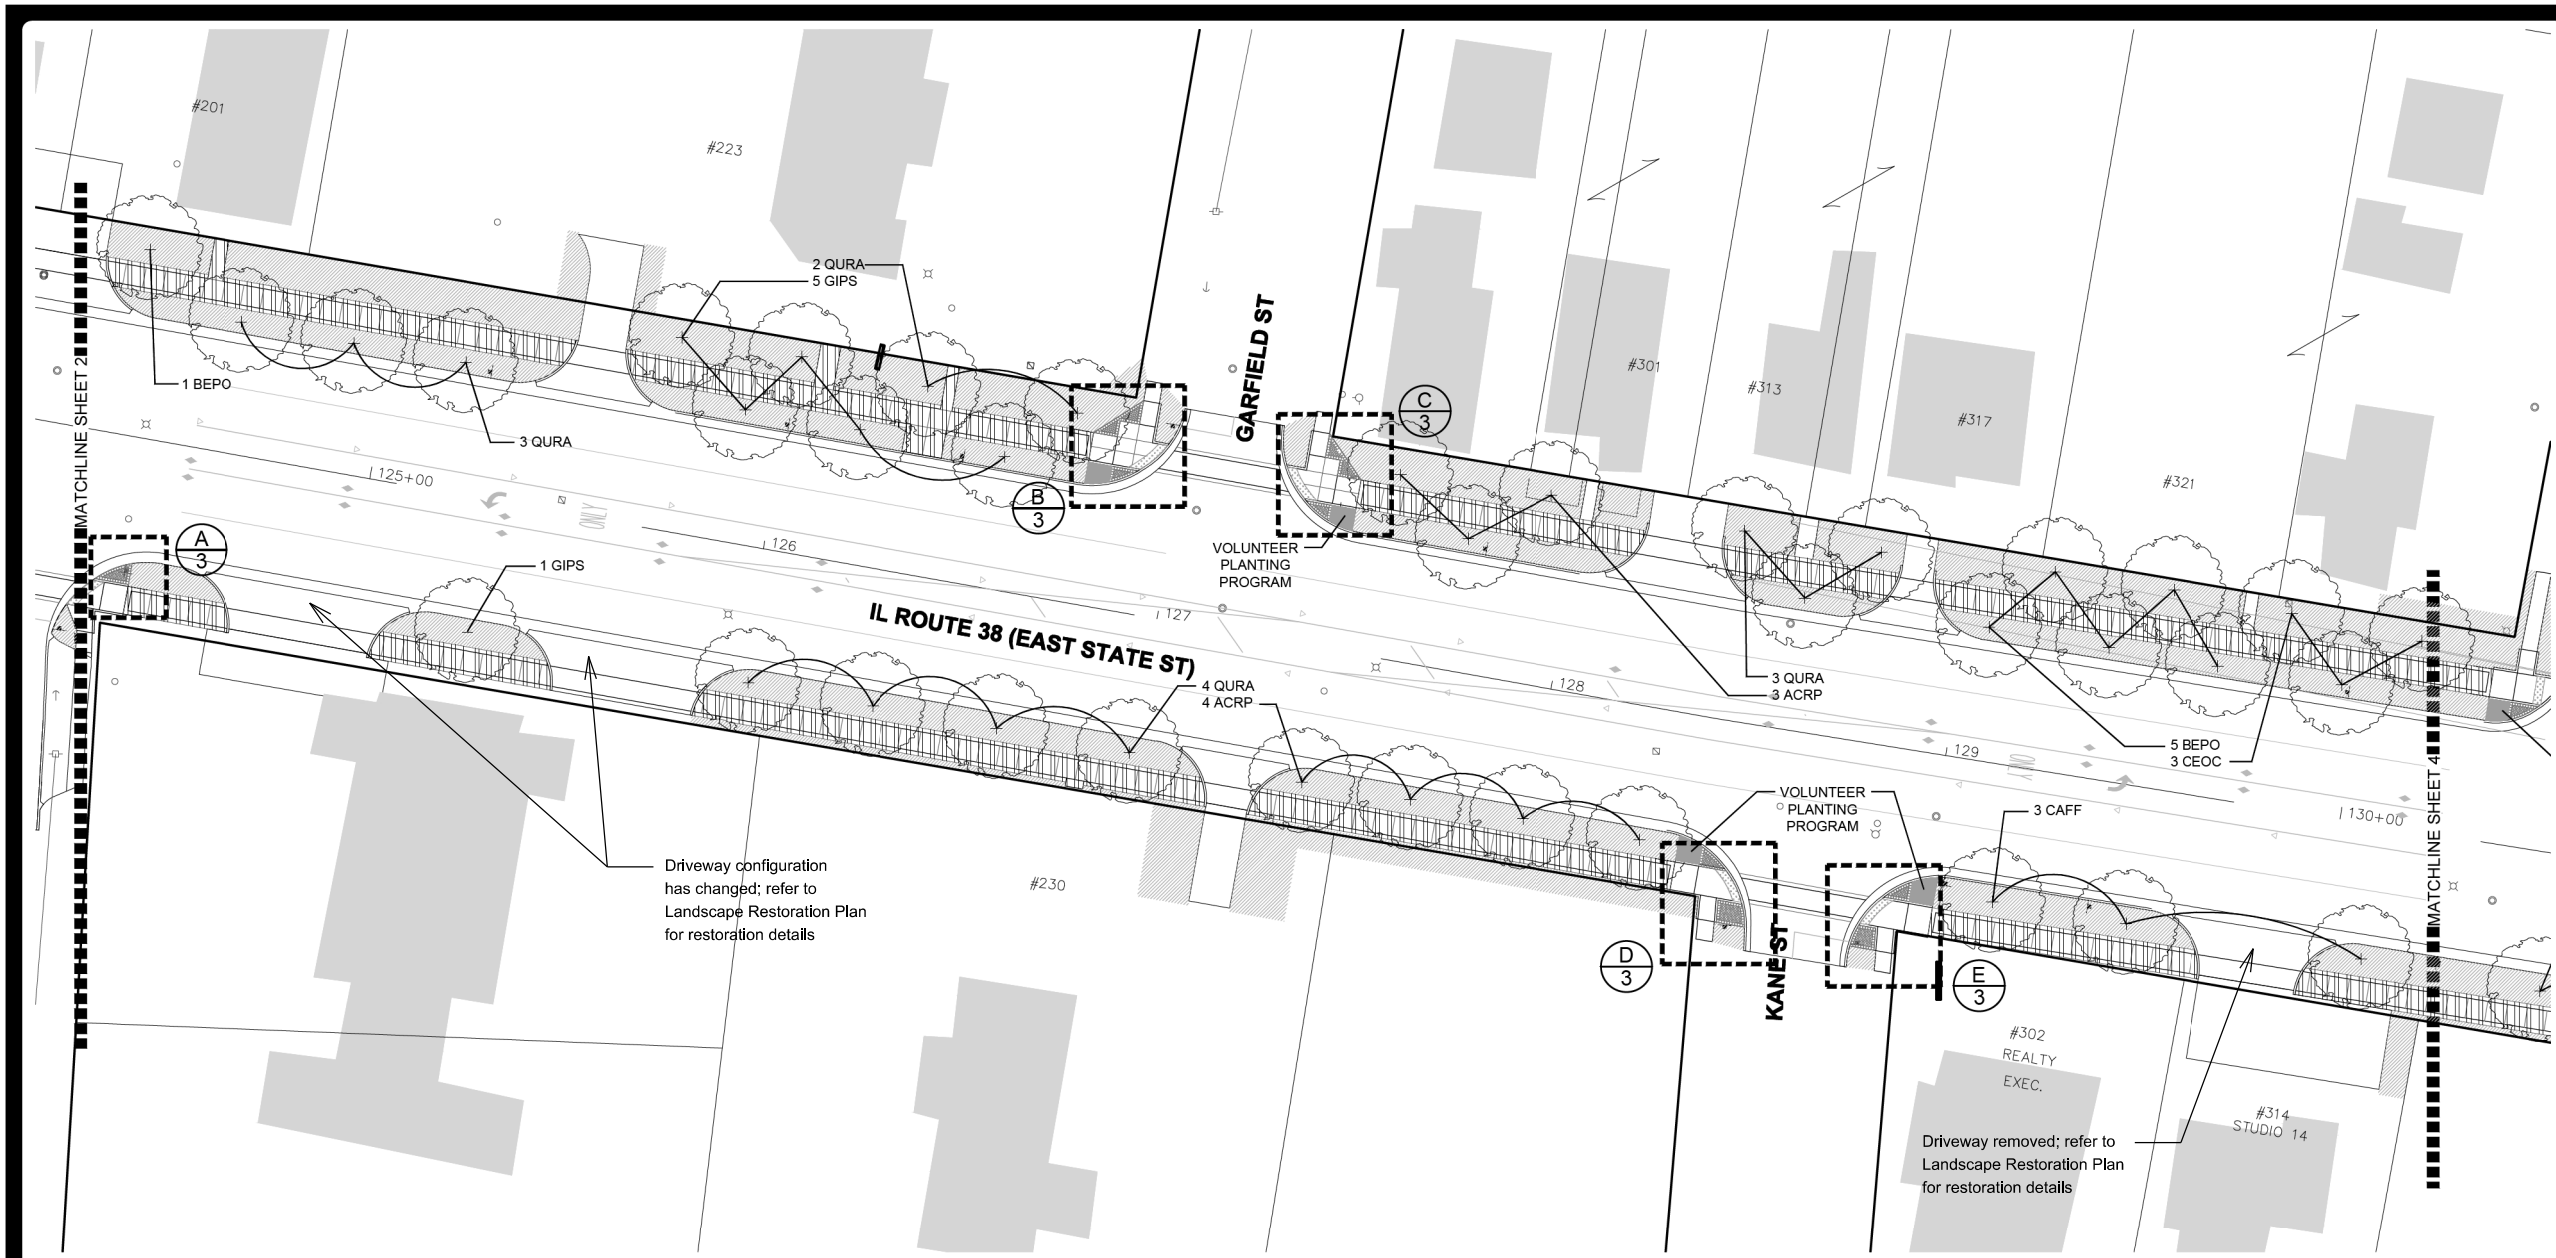 #201
#223
2 QURA
5 GIPS
1 BEPO
3 QURA
MATCHLINE SHEET 2
125+00
ONLY
A
3
B
3
GARFIELD ST
C
3
#301
#313
#317
#321
VOLUNTEER
PLANTING
PROGRAM
1 GIPS
126
127
IL ROUTE 38 (EAST STATE ST)
4 QURA
4 ACRP
128
3 QURA
3 ACRP
129
ONLY
5 BEPO
3 CEOC
130+00
MATCHLINE SHEET 4
VOLUNTEER
PLANTING
PROGRAM
3 CAFF
Driveway configuration
has changed; refer to
Landscape Restoration Plan
for restoration details
#230
D
3
KANE ST
E
3
#302
REALTY
EXEC.
#314
STUDIO 14
Driveway removed; refer to
Landscape Restoration Plan
for restoration details